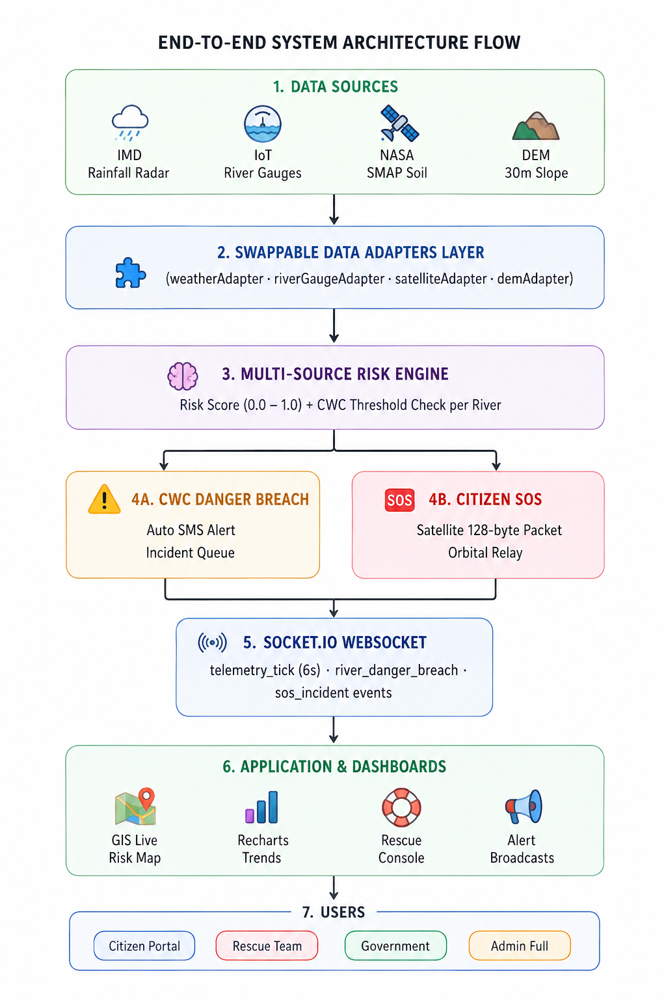 END-TO-END SYSTEM ARCHITECTURE FLOW
1. DATA SOURCES
IMD
Rainfall Radar
IoT
River Gauges
NASA
SMAP Soil
DEM
30m Slope
2. SWAPPABLE DATA ADAPTERS LAYER
(weatherAdapter · riverGaugeAdapter · satelliteAdapter · demAdapter)
3. MULTI-SOURCE RISK ENGINE
Risk Score (0.0 – 1.0) + CWC Threshold Check per River
4A. CWC DANGER BREACH
Auto SMS Alert
Incident Queue
SOS
4B. CITIZEN SOS
Satellite 128-byte Packet
Orbital Relay
5. SOCKET.IO WEBSOCKET
telemetry_tick (6s) · river_danger_breach ·
sos_incident events
6. APPLICATION & DASHBOARDS
GIS Live
Risk Map
Recharts
Trends
Rescue
Console
Alert
Broadcasts
7. USERS
Citizen Portal
Rescue Team
Government
Admin Full